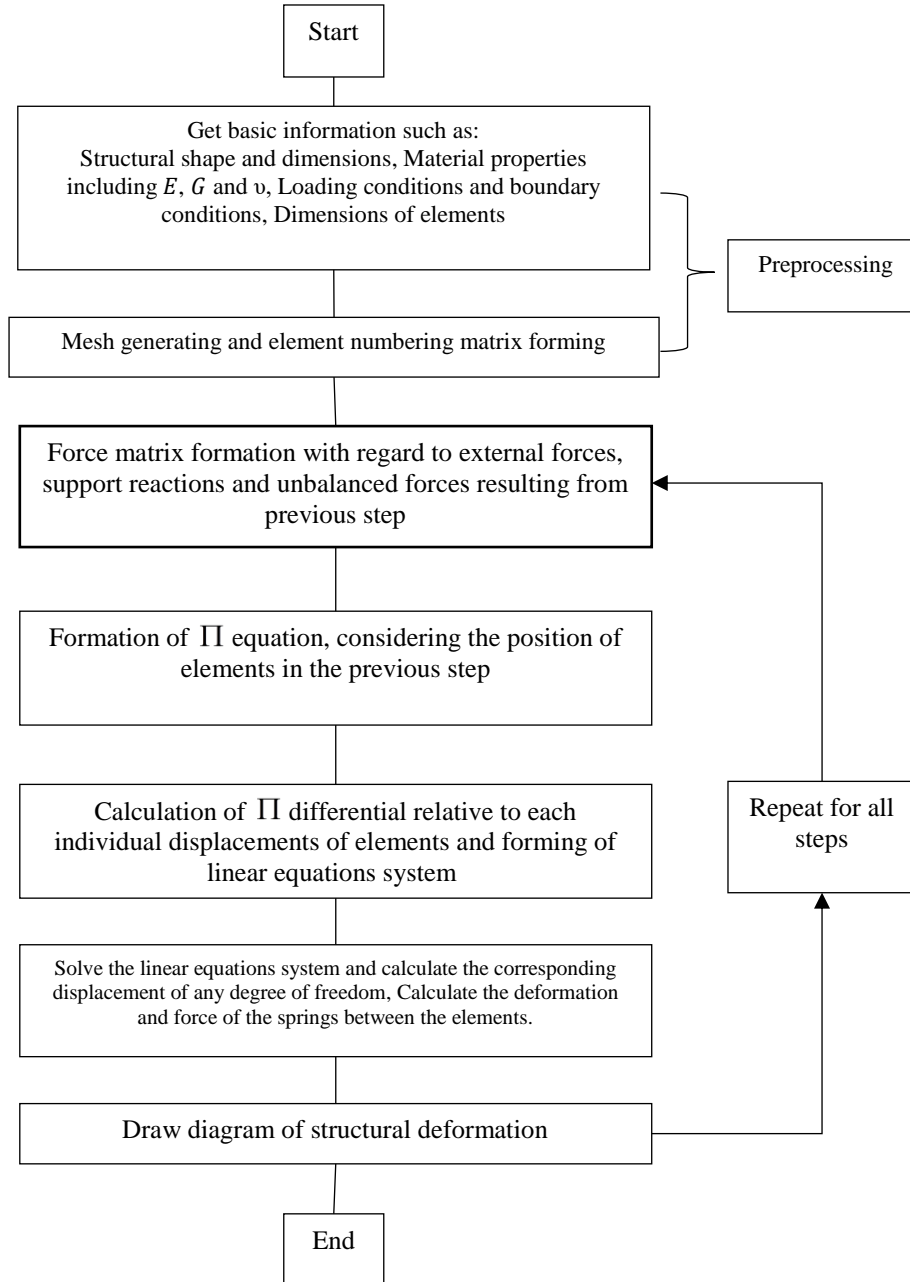 Start
Get basic information such as:
Structural shape and dimensions, Material properties
including E, G and υ, Loading conditions and boundary
conditions, Dimensions of elements
Preprocessing
Mesh generating and element numbering matrix forming
Force matrix formation with regard to external forces,
support reactions and unbalanced forces resulting from
previous step
Formation of Π equation, considering the position of
elements in the previous step
Calculation of Π differential relative to each
individual displacements of elements and forming of
linear equations system
Repeat for all
steps
Solve the linear equations system and calculate the corresponding
displacement of any degree of freedom, Calculate the deformation
and force of the springs between the elements.
Draw diagram of structural deformation
End